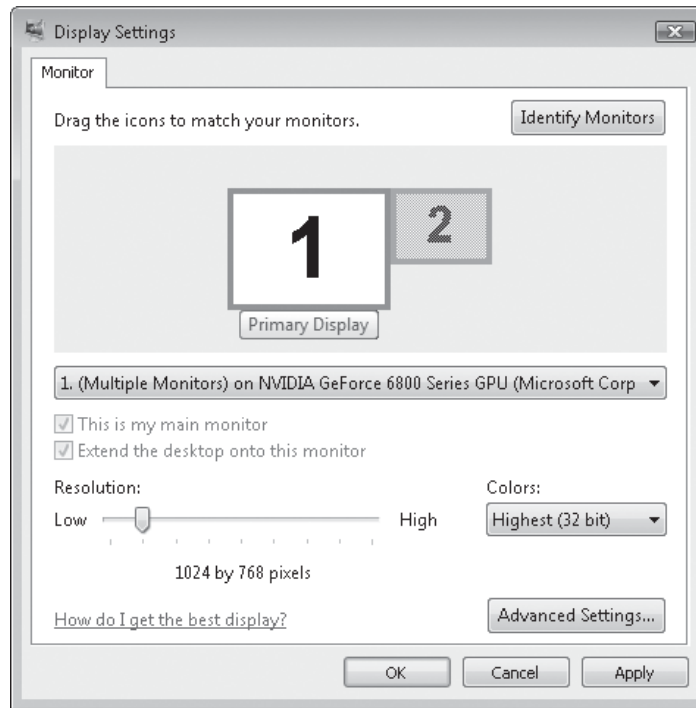 Display Settings
Monitor
Drag the icons to match your monitors.
Identify Monitors
1
2
Primary Display
1. (Multiple Monitors) on NVIDIA GeForce 6800 Series GPU (Microsoft Corp
This is my main monitor
Extend the desktop onto this monitor
Resolution:
Colors:
Low
High
Highest (32 bit)
1024 by 768 pixels
How do I get the best display?
Advanced Settings...
OK
Cancel
Apply